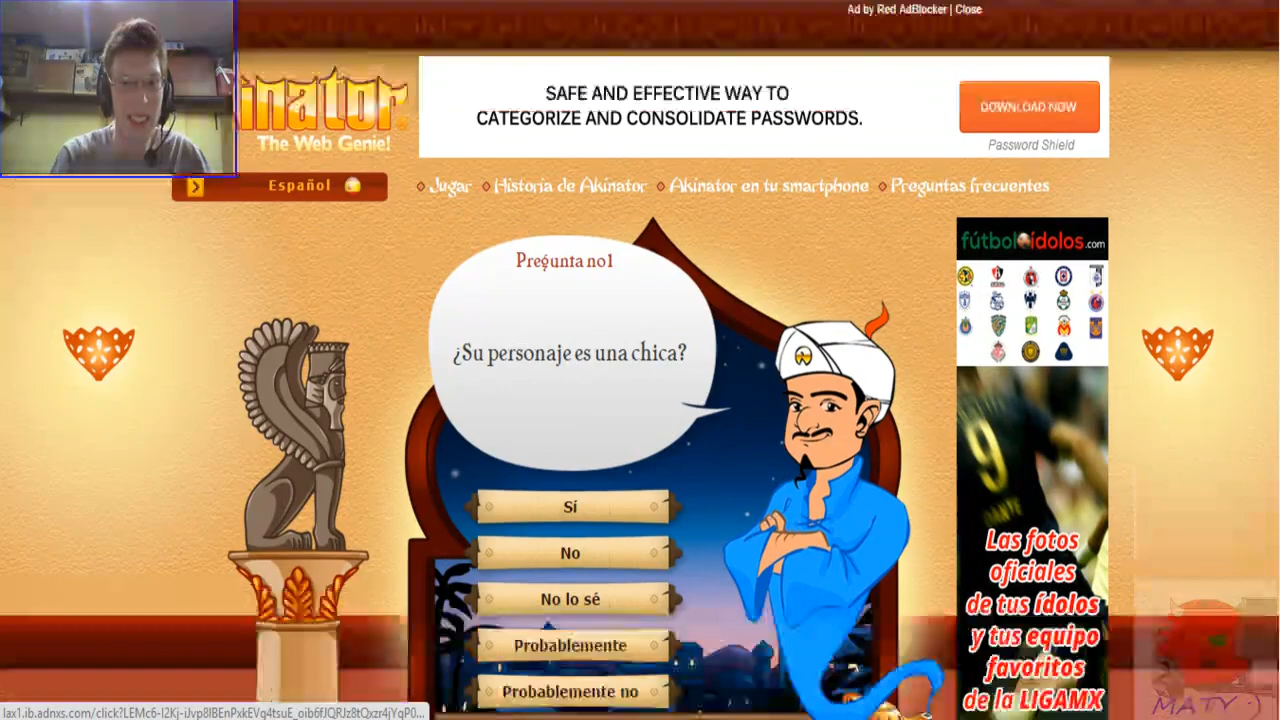 Ad by Red AdBlocker | Close
SAFE AND EFFECTIVE WAY TO
CATEGORIZE AND CONSOLIDATE PASSWORDS.
DOWNLOAD NOW
Password Shield
inator
The Web Genie!
Español
Jugar
Historia de Akinator
Akinator en tu smartphone
Preguntas frecuentes
fútbol ídolos.com
Pregunta no1
¿Su personaje es una chica?
Sí
No
No lo sé
Probablemente
Probablemente no
9
Las fotos
oficiales
de tus ídolos
y tus equipo
favoritos
de la LIGAMX
MATY